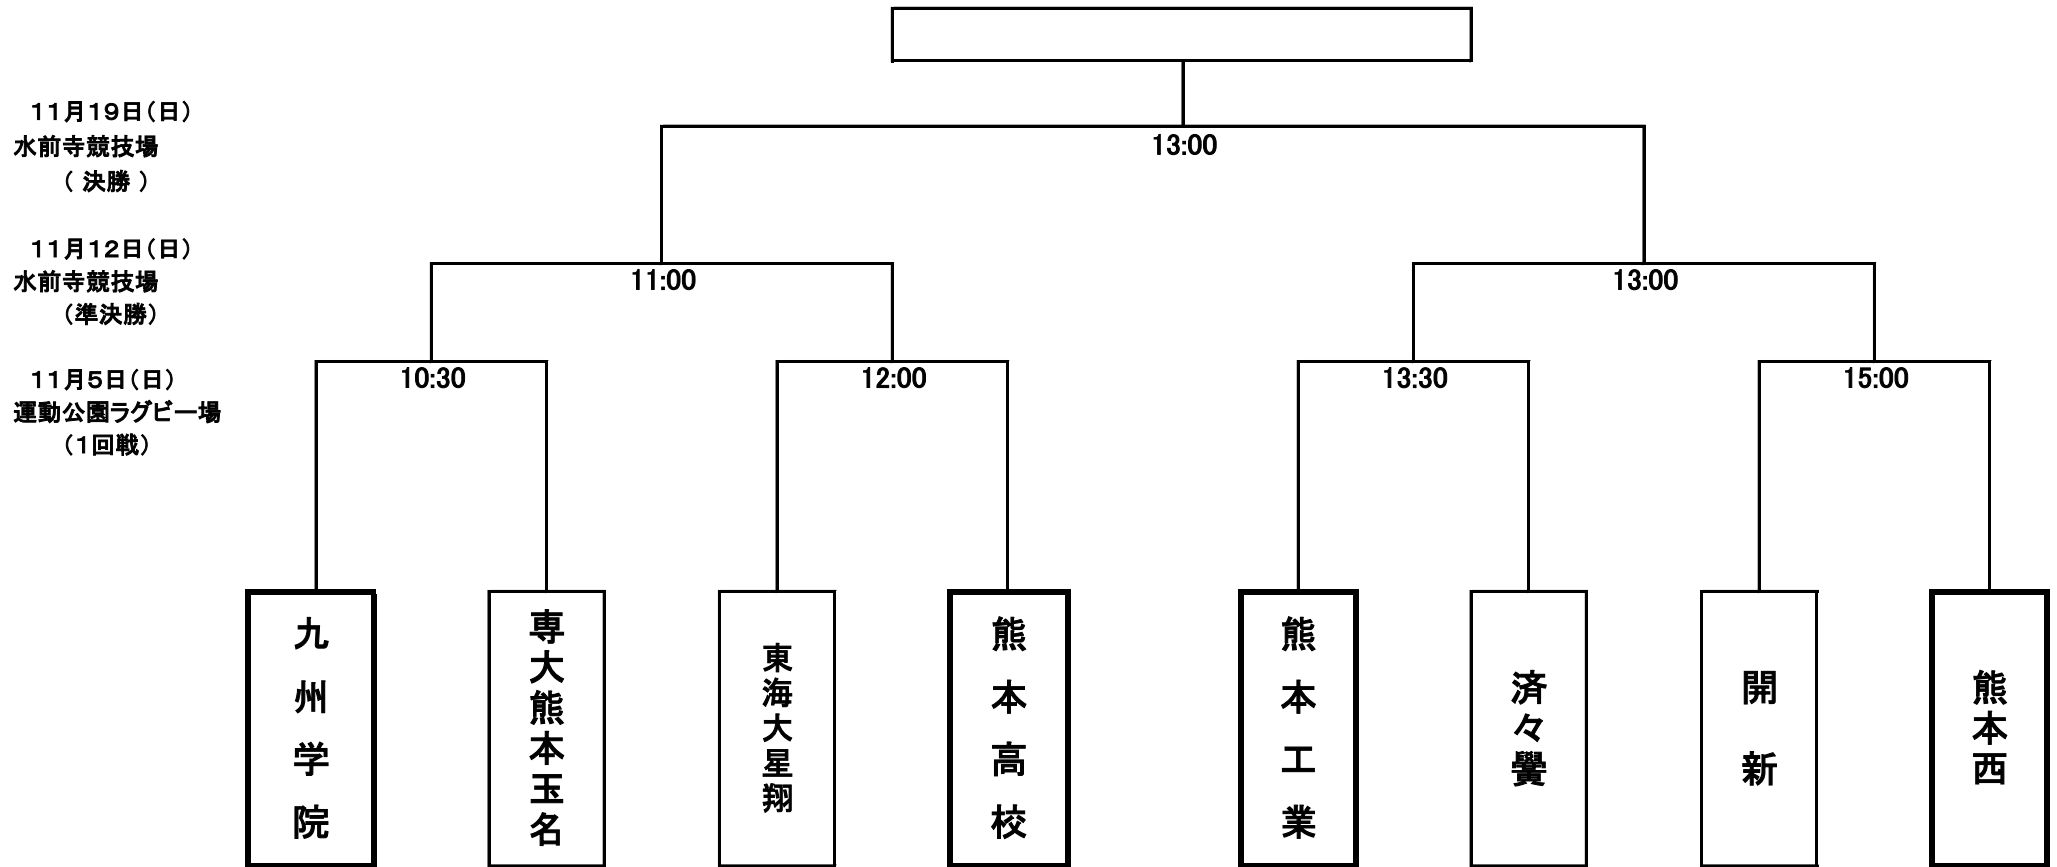 11月19日(日)
水前寺競技場
( 決勝 )
13:00
11月12日(日)
水前寺競技場
(準決勝)
11:00
13:00
11月5日(日)
運動公園ラグビー場
(1回戦)
10:30
12:00
13:30
15:00
九州学院
専大熊本玉名
東海大星翔
熊本高校
熊本工業
済々黌
開新
熊本西